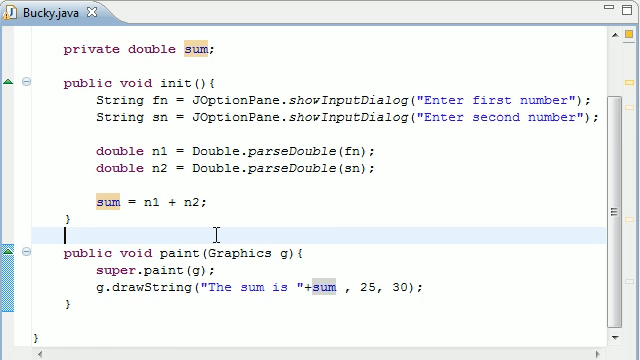 Bucky.java
private double sum;
public void init(){
String fn = JOptionPane.showInputDialog("Enter first number");
String sn = JOptionPane.showInputDialog("Enter second number");
double n1 = Double.parseDouble(fn);
double n2 = Double.parseDouble(sn);
sum = n1 + n2;
}
public void paint(Graphics g){
super.paint(g);
g.drawString("The sum is "+sum , 25, 30);
}
}